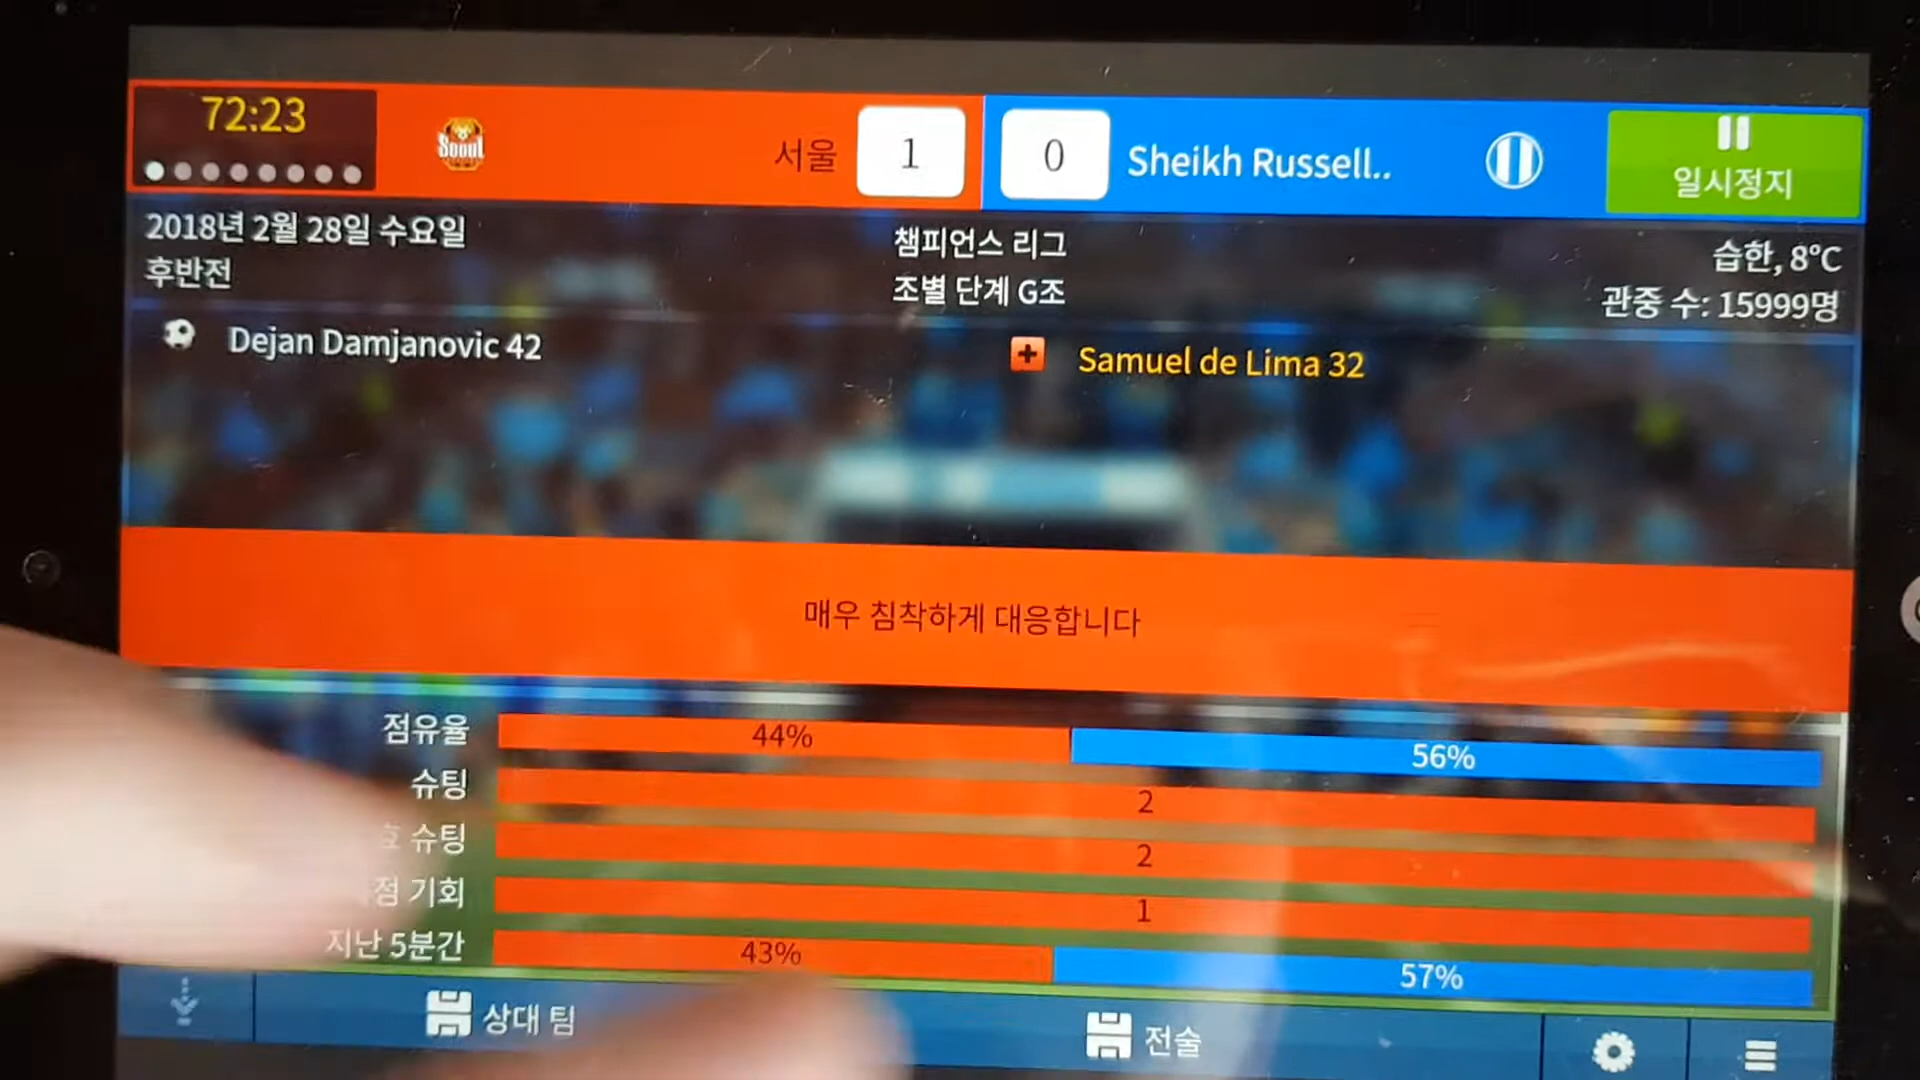 72:23
Seoul
서울
1
0
Sheikh Russell..
일시정지
2018년 2월 28일 수요일
후반전
챔피언스 리그
조별 단계 G조
습한, 8°C
관중 수: 15999명
Dejan Damjanovic 42
Samuel de Lima 32
매우 침착하게 대응합니다
점유율 44% 56%
슈팅 2
슈팅 2
기회 1
지난 5분간 43% 57%
상대 팀
전술